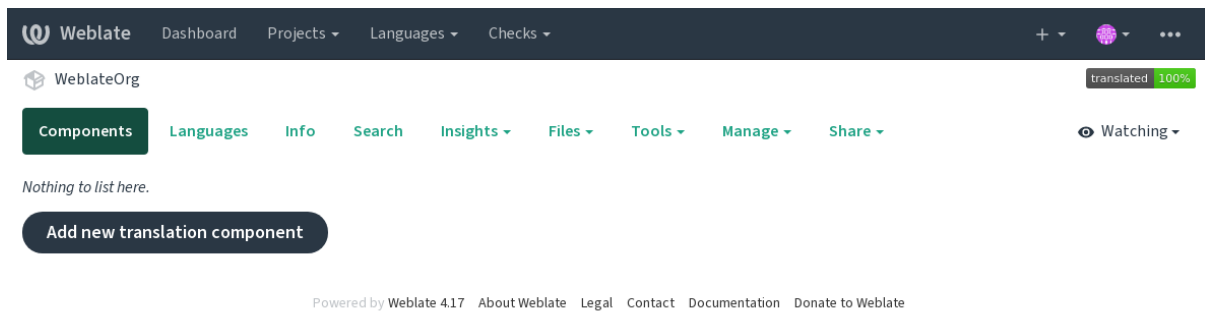 Weblate Dashboard Projects Languages Checks
WeblateOrg translated 100%
Components Languages Info Search Insights Files Tools Manage Share Watching
Nothing to list here.
Add new translation component
Powered by Weblate 4.17 About Weblate Legal Contact Documentation Donate to Weblate